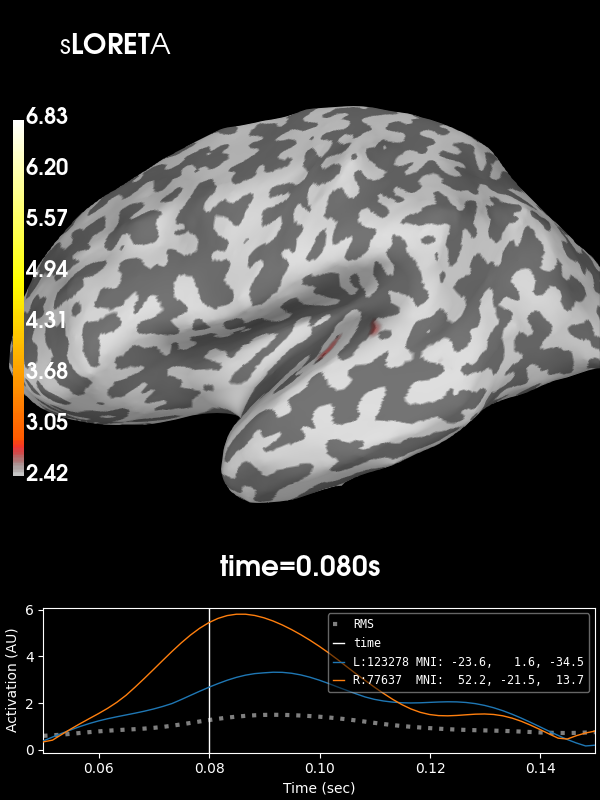 sLORETA
6.83
6.20
5.57
4.94
4.31
3.68
3.05
2.42
time=0.080s
6
4
2
0
Activation (AU)
RMS
time
L:123278 MNI: -23.6, 1.6, -34.5
R:77637 MNI: 52.2, -21.5, 13.7
0.06 0.08 0.10 0.12 0.14
Time (sec)